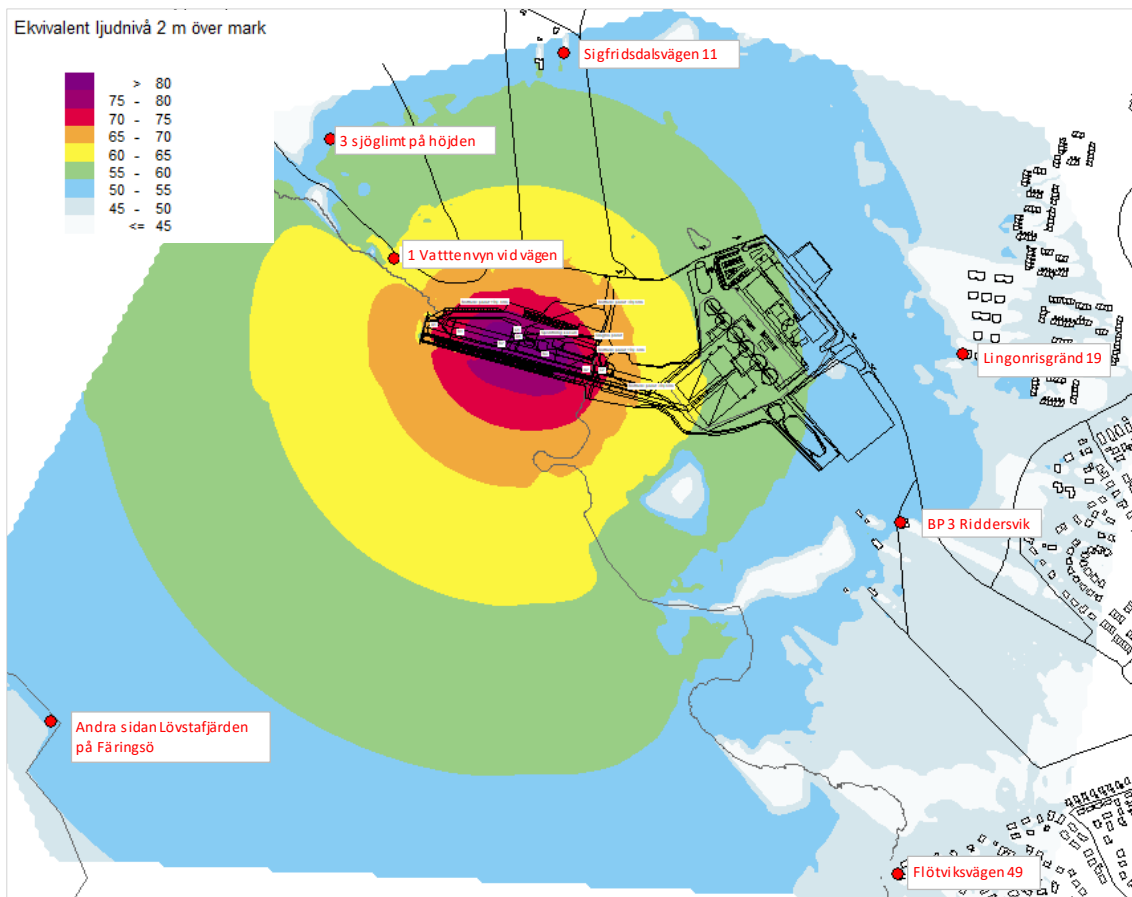 Ekvivalent ljudnivå 2 m över mark
> 80
75 - 80
70 - 75
65 - 70
60 - 65
55 - 60
50 - 55
45 - 50
<= 45
Sigfridsdalsvägen 11
3 sjöglimt på höjden
1 Vatttenvyn vid vägen
Lingonrisgränd 19
BP 3 Riddersvik
Andra sidan Lövstafjärden
på Färingsö
Flötviksvägen 49